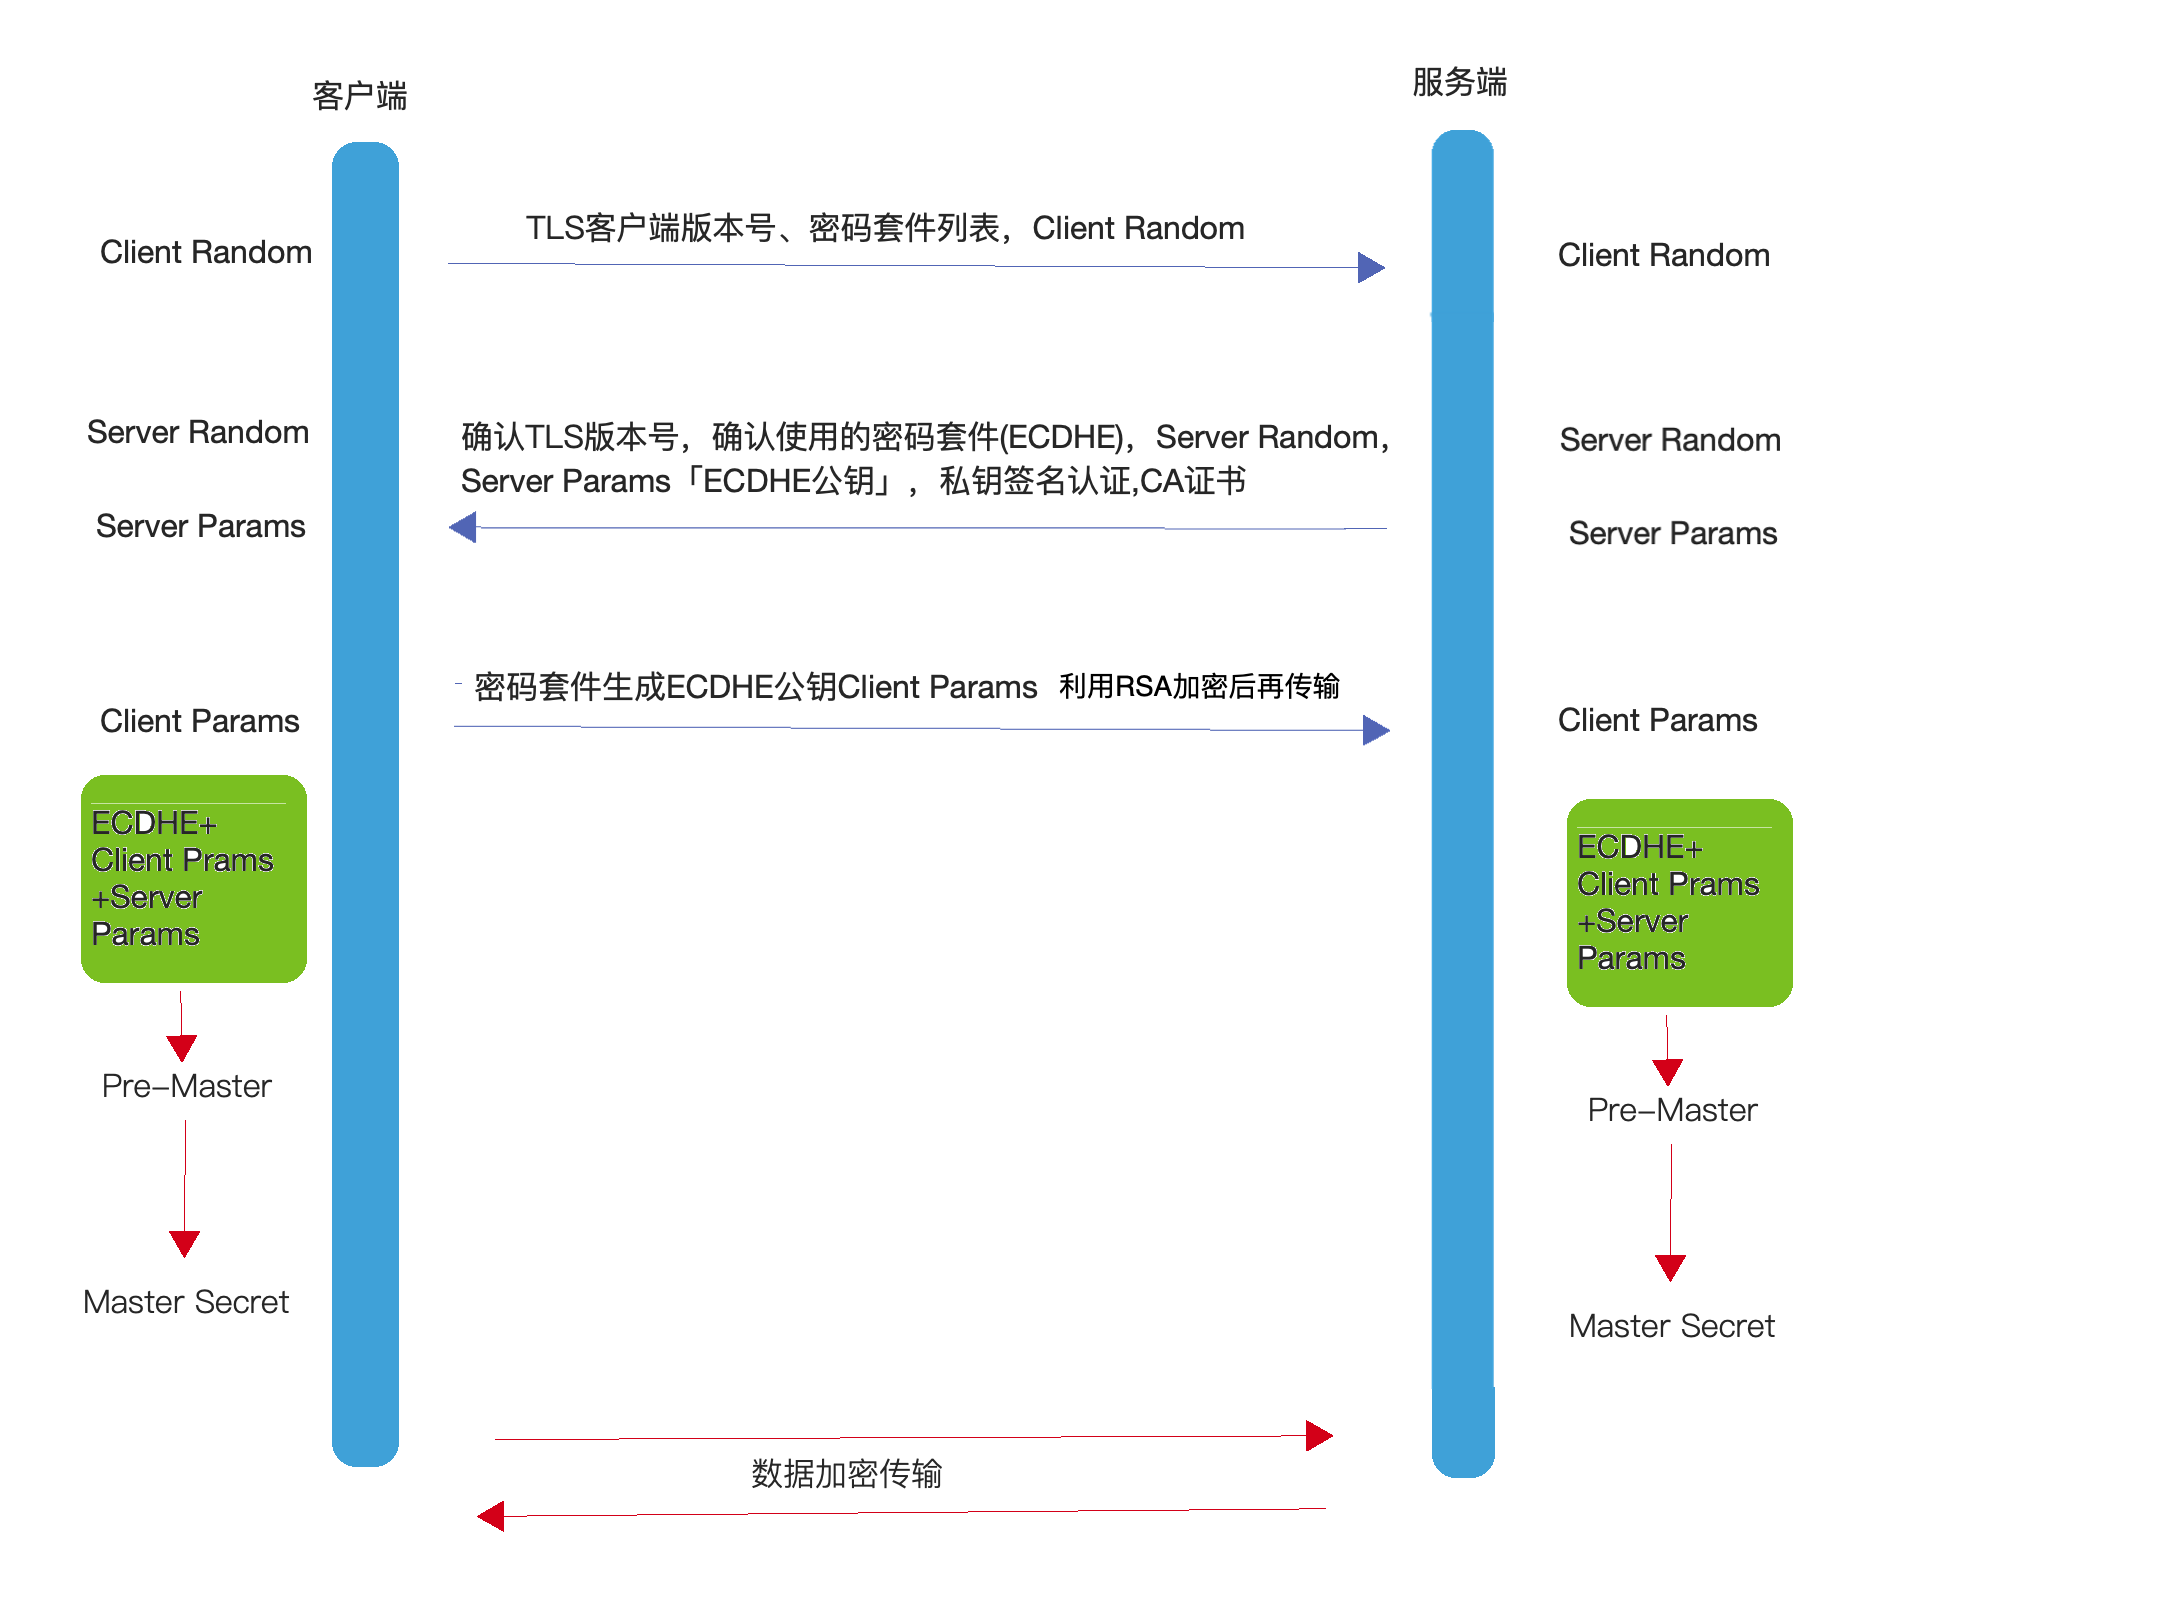 客户端
服务端
Client Random
TLS客户端版本号、密码套件列表，Client Random
Client Random
Server Random
确认TLS版本号，确认使用的密码套件(ECDHE)，Server Random，
Server Params「ECDHE公钥」，私钥签名认证,CA证书
Server Random
Server Params
Server Params
密码套件生成ECDHE公钥Client Params 利用RSA加密后再传输
Client Params
Client Params
ECDHE+
Client Prams
+Server
Params
ECDHE+
Client Prams
+Server
Params
Pre-Master
Pre-Master
Master Secret
Master Secret
数据加密传输